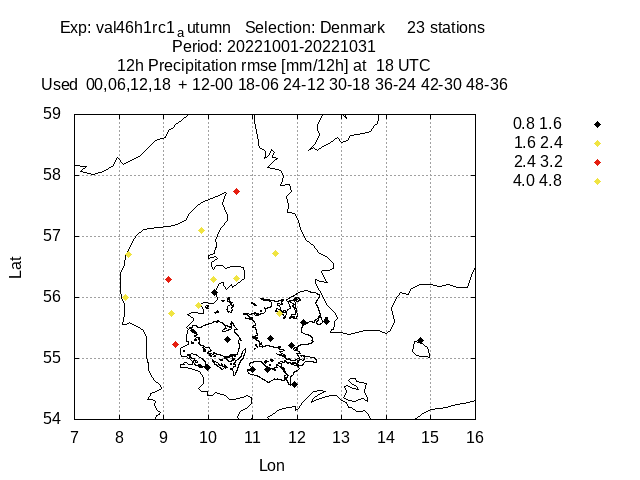 Exp: val46h1rc1_autumn   Selection: Denmark     23 stations
Period: 20221001-20221031
12h Precipitation rmse [mm/12h] at  18 UTC
Used  00,06,12,18  + 12-00 18-06 24-12 30-18 36-24 42-30 48-36
0.8 1.6
1.6 2.4
2.4 3.2
4.0 4.8
Lat
59
58
57
56
55
54
7 8 9 10 11 12 13 14 15 16
Lon